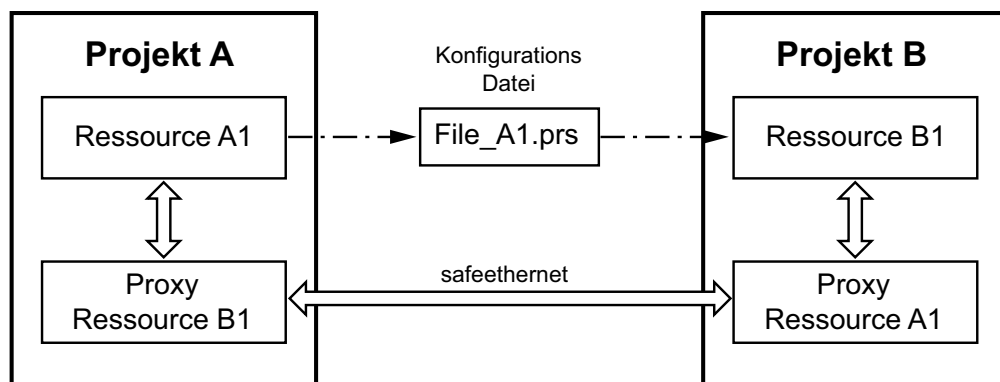 Projekt A
Konfigurations
Datei
Projekt B
Ressource A1
File_A1.prs
Ressource B1
safeethernet
Proxy
Ressource B1
Proxy
Ressource A1